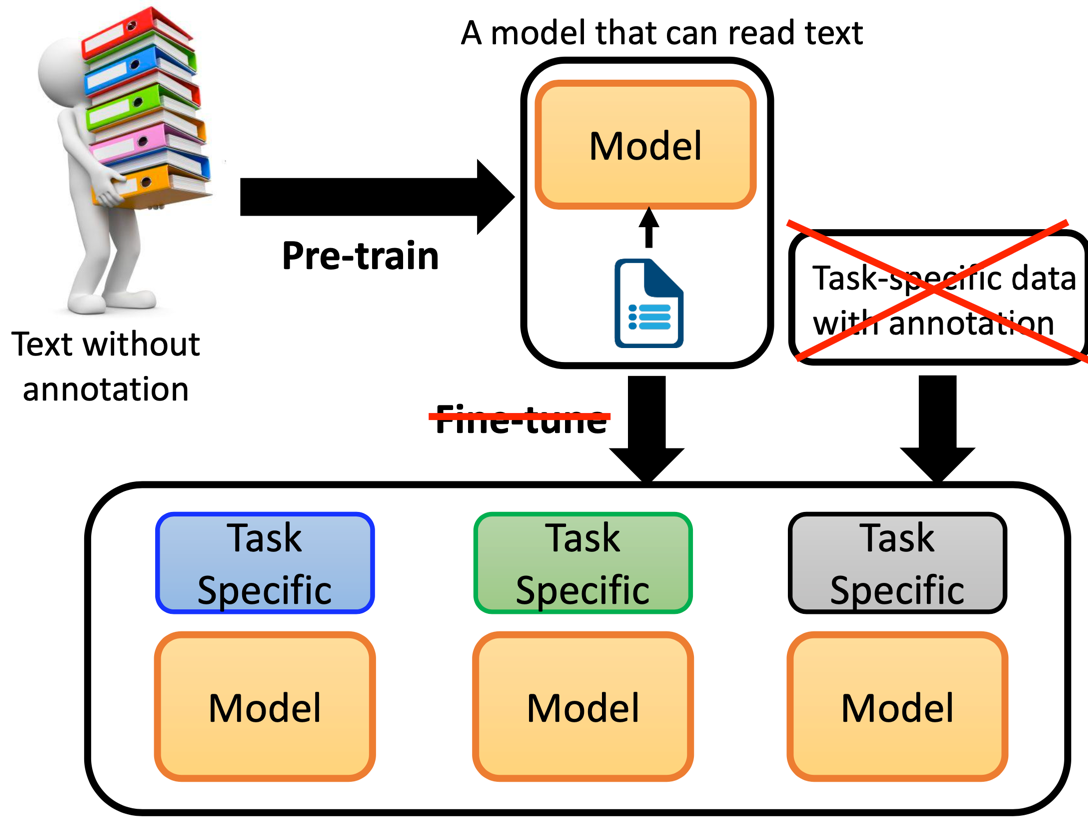 A model that can read text
Model
Pre-train
Text without
annotation
Task-specific data
with annotation
Fine-tune
Task
Specific
Task
Specific
Task
Specific
Model
Model
Model